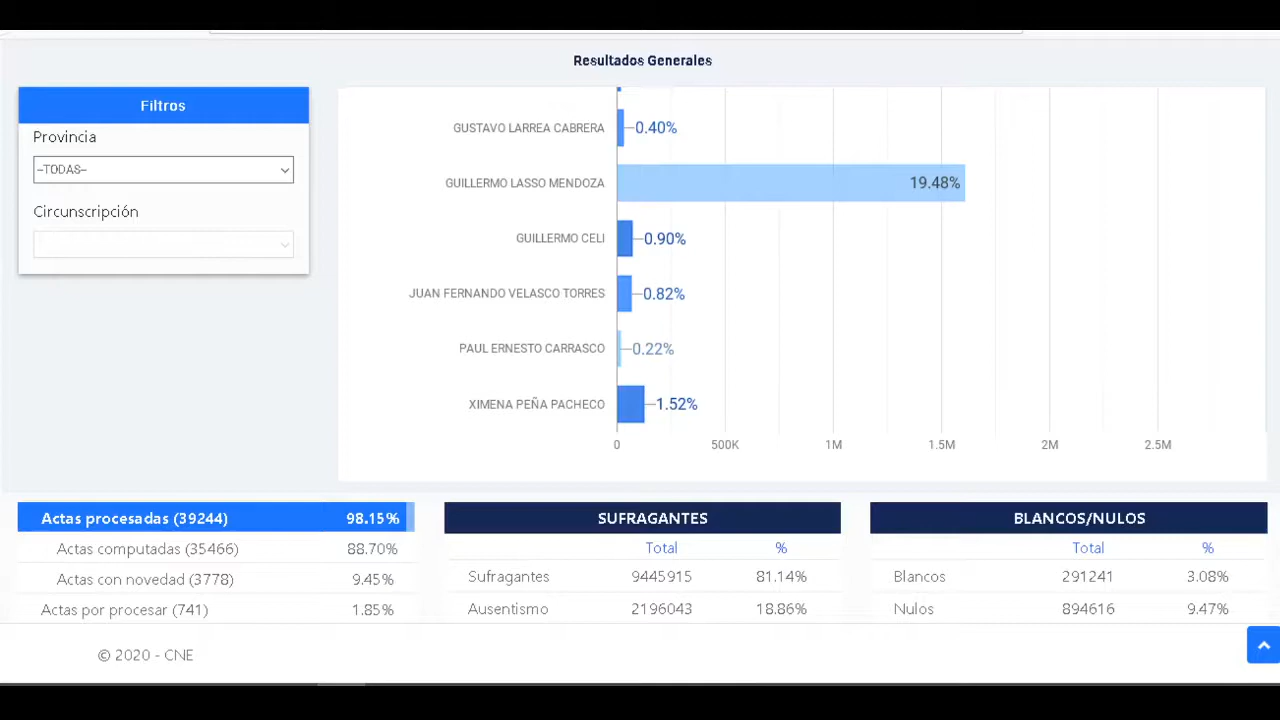 Resultados Generales
Filtros
Provincia
--TODAS--
Circunscripción
GUSTAVO LARREA CABRERA 0.40%
GUILLERMO LASSO MENDOZA 19.48%
GUILLERMO CELI 0.90%
JUAN FERNANDO VELASCO TORRES 0.82%
PAUL ERNESTO CARRASCO 0.22%
XIMENA PEÑA PACHECO 1.52%
0 500K 1M 1.5M 2M 2.5M
Actas procesadas (39244) 98.15%
Actas computadas (35466) 88.70%
Actas con novedad (3778) 9.45%
Actas por procesar (741) 1.85%
SUFRAGANTES
Total %
Sufragantes 9445915 81.14%
Ausentismo 2196043 18.86%
BLANCOS/NULOS
Total %
Blancos 291241 3.08%
Nulos 894616 9.47%
© 2020 - CNE